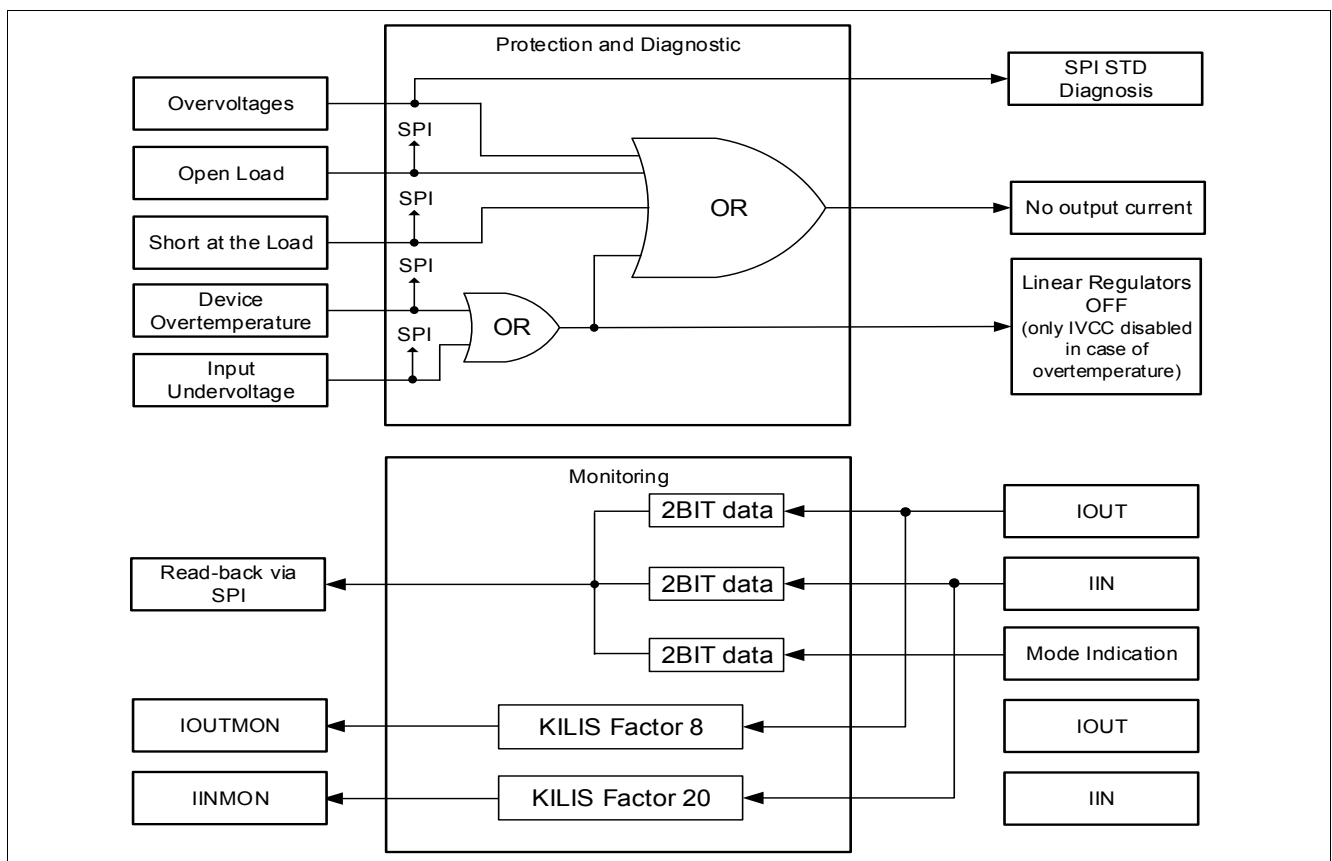 Protection and Diagnostic
Overvoltages
SPI STD
Diagnosis
SPI
Open Load
SPI
OR
No output current
Short at the Load
SPI
Device
Overtemperature
SPI
OR
Linear Regulators
OFF
(only IVCC disabled
in case of
overtemperature)
Input
Undervoltage
Monitoring
2BIT data
IOUT
Read-back via
SPI
2BIT data
IIN
2BIT data
Mode Indication
IOUTMON
KILIS Factor 8
IOUT
IINMON
KILIS Factor 20
IIN